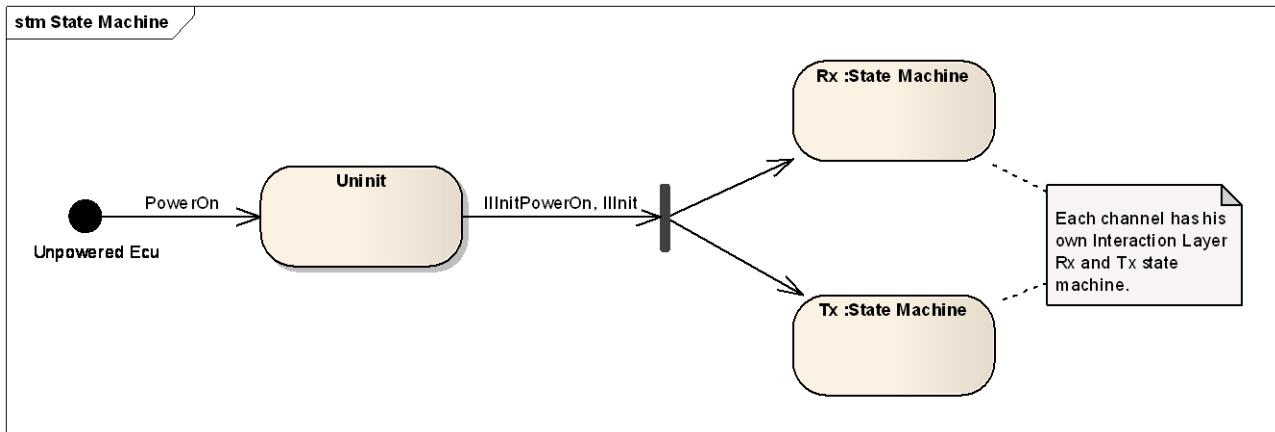 stm State Machine
Rx :State Machine
Uninit
PowerOn
IlInitPowerOn, IlInit
Unpowered Ecu
Each channel has his
own Interaction Layer
Rx and Tx state
machine.
Tx :State Machine